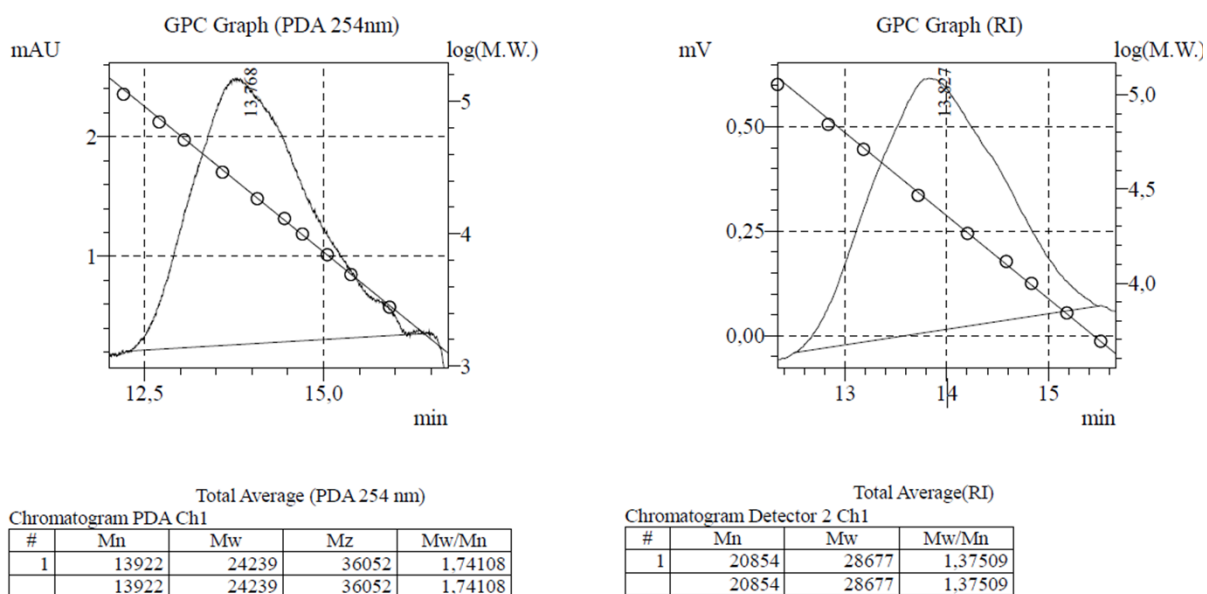 GPC Graph (PDA 254nm)
mAU
log(M.W.)
13,768
2
1
5
4
3
12,5
15,0
min
GPC Graph (RI)
mV
log(M.W.)
13,827
0,50
0,25
0,00
5,0
4,5
4,0
13
14
15
min
Total Average (PDA 254 nm)
Chromatogram PDA Ch1
# Mn Mw Mz Mw/Mn
1 13922 24239 36052 1,74108
13922 24239 36052 1,74108
Total Average(RI)
Chromatogram Detector 2 Ch1
# Mn Mw Mw/Mn
1 20854 28677 1,37509
20854 28677 1,37509